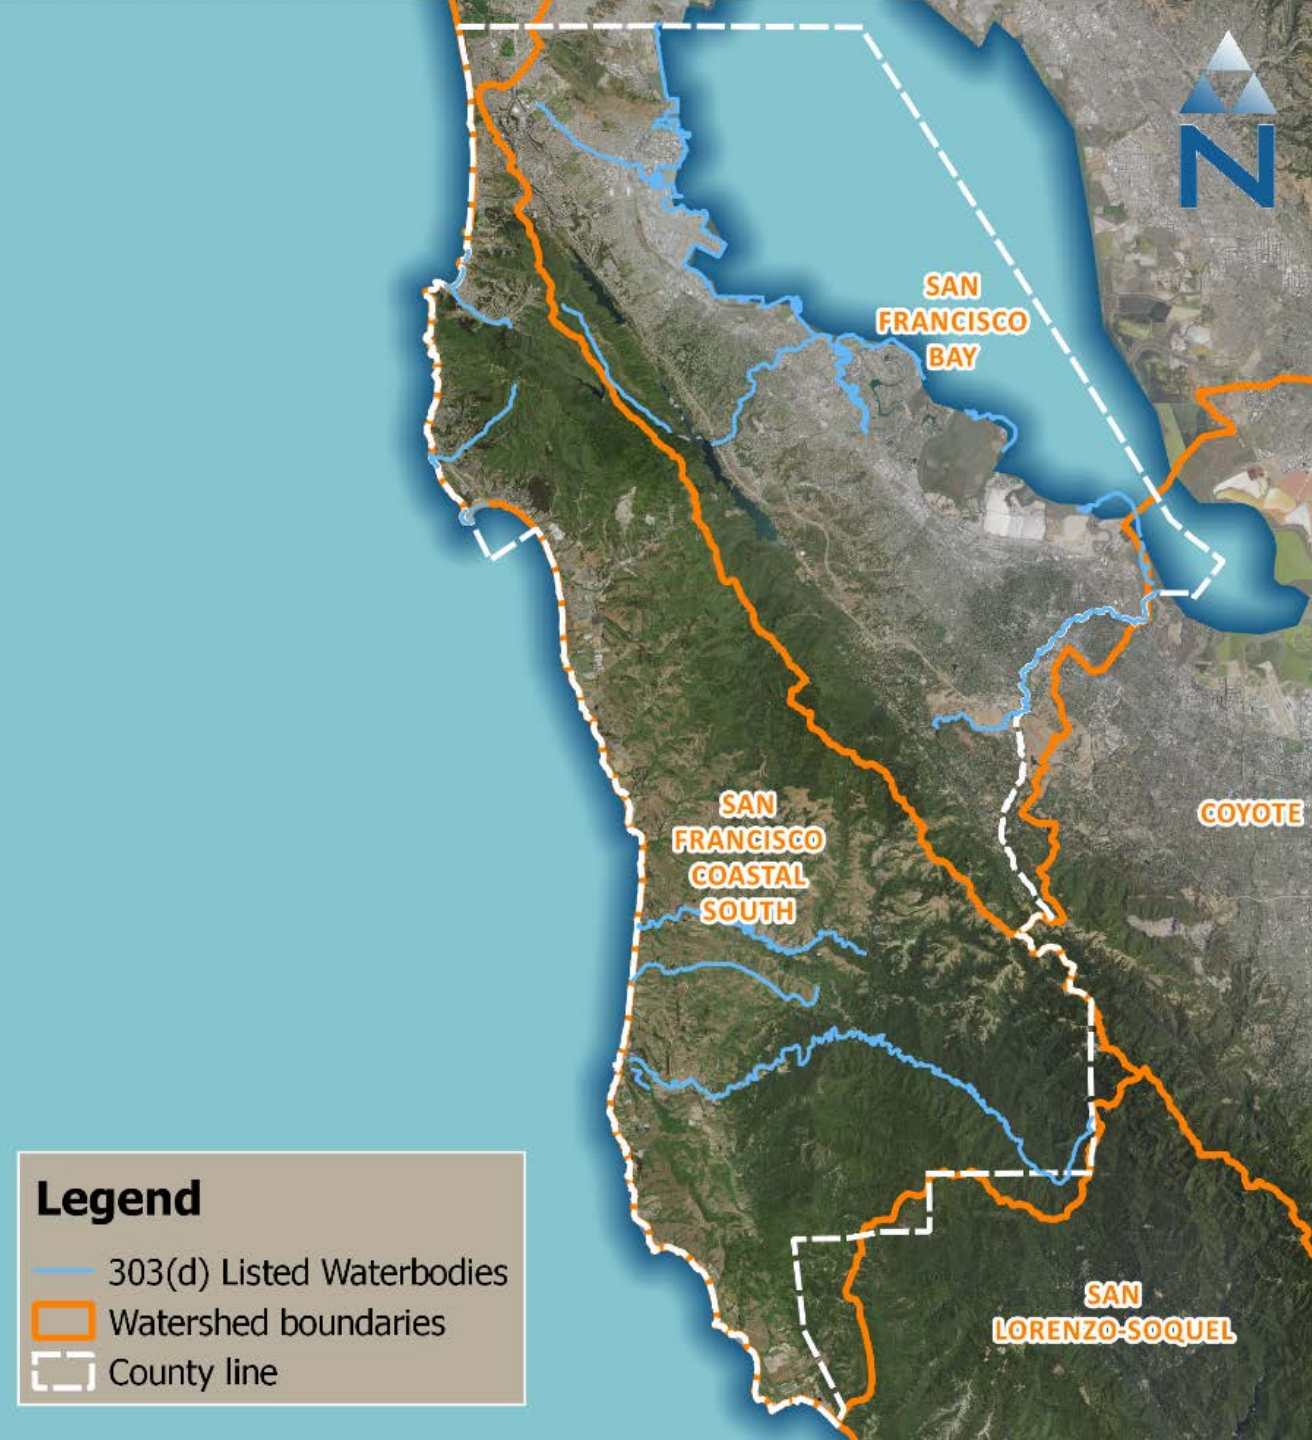 N
SAN
FRANCISCO
BAY
SAN
FRANCISCO
COASTAL
SOUTH
COYOTE
SAN
LORENZO-SOQUEL
Legend
303(d) Listed Waterbodies
Watershed boundaries
County line